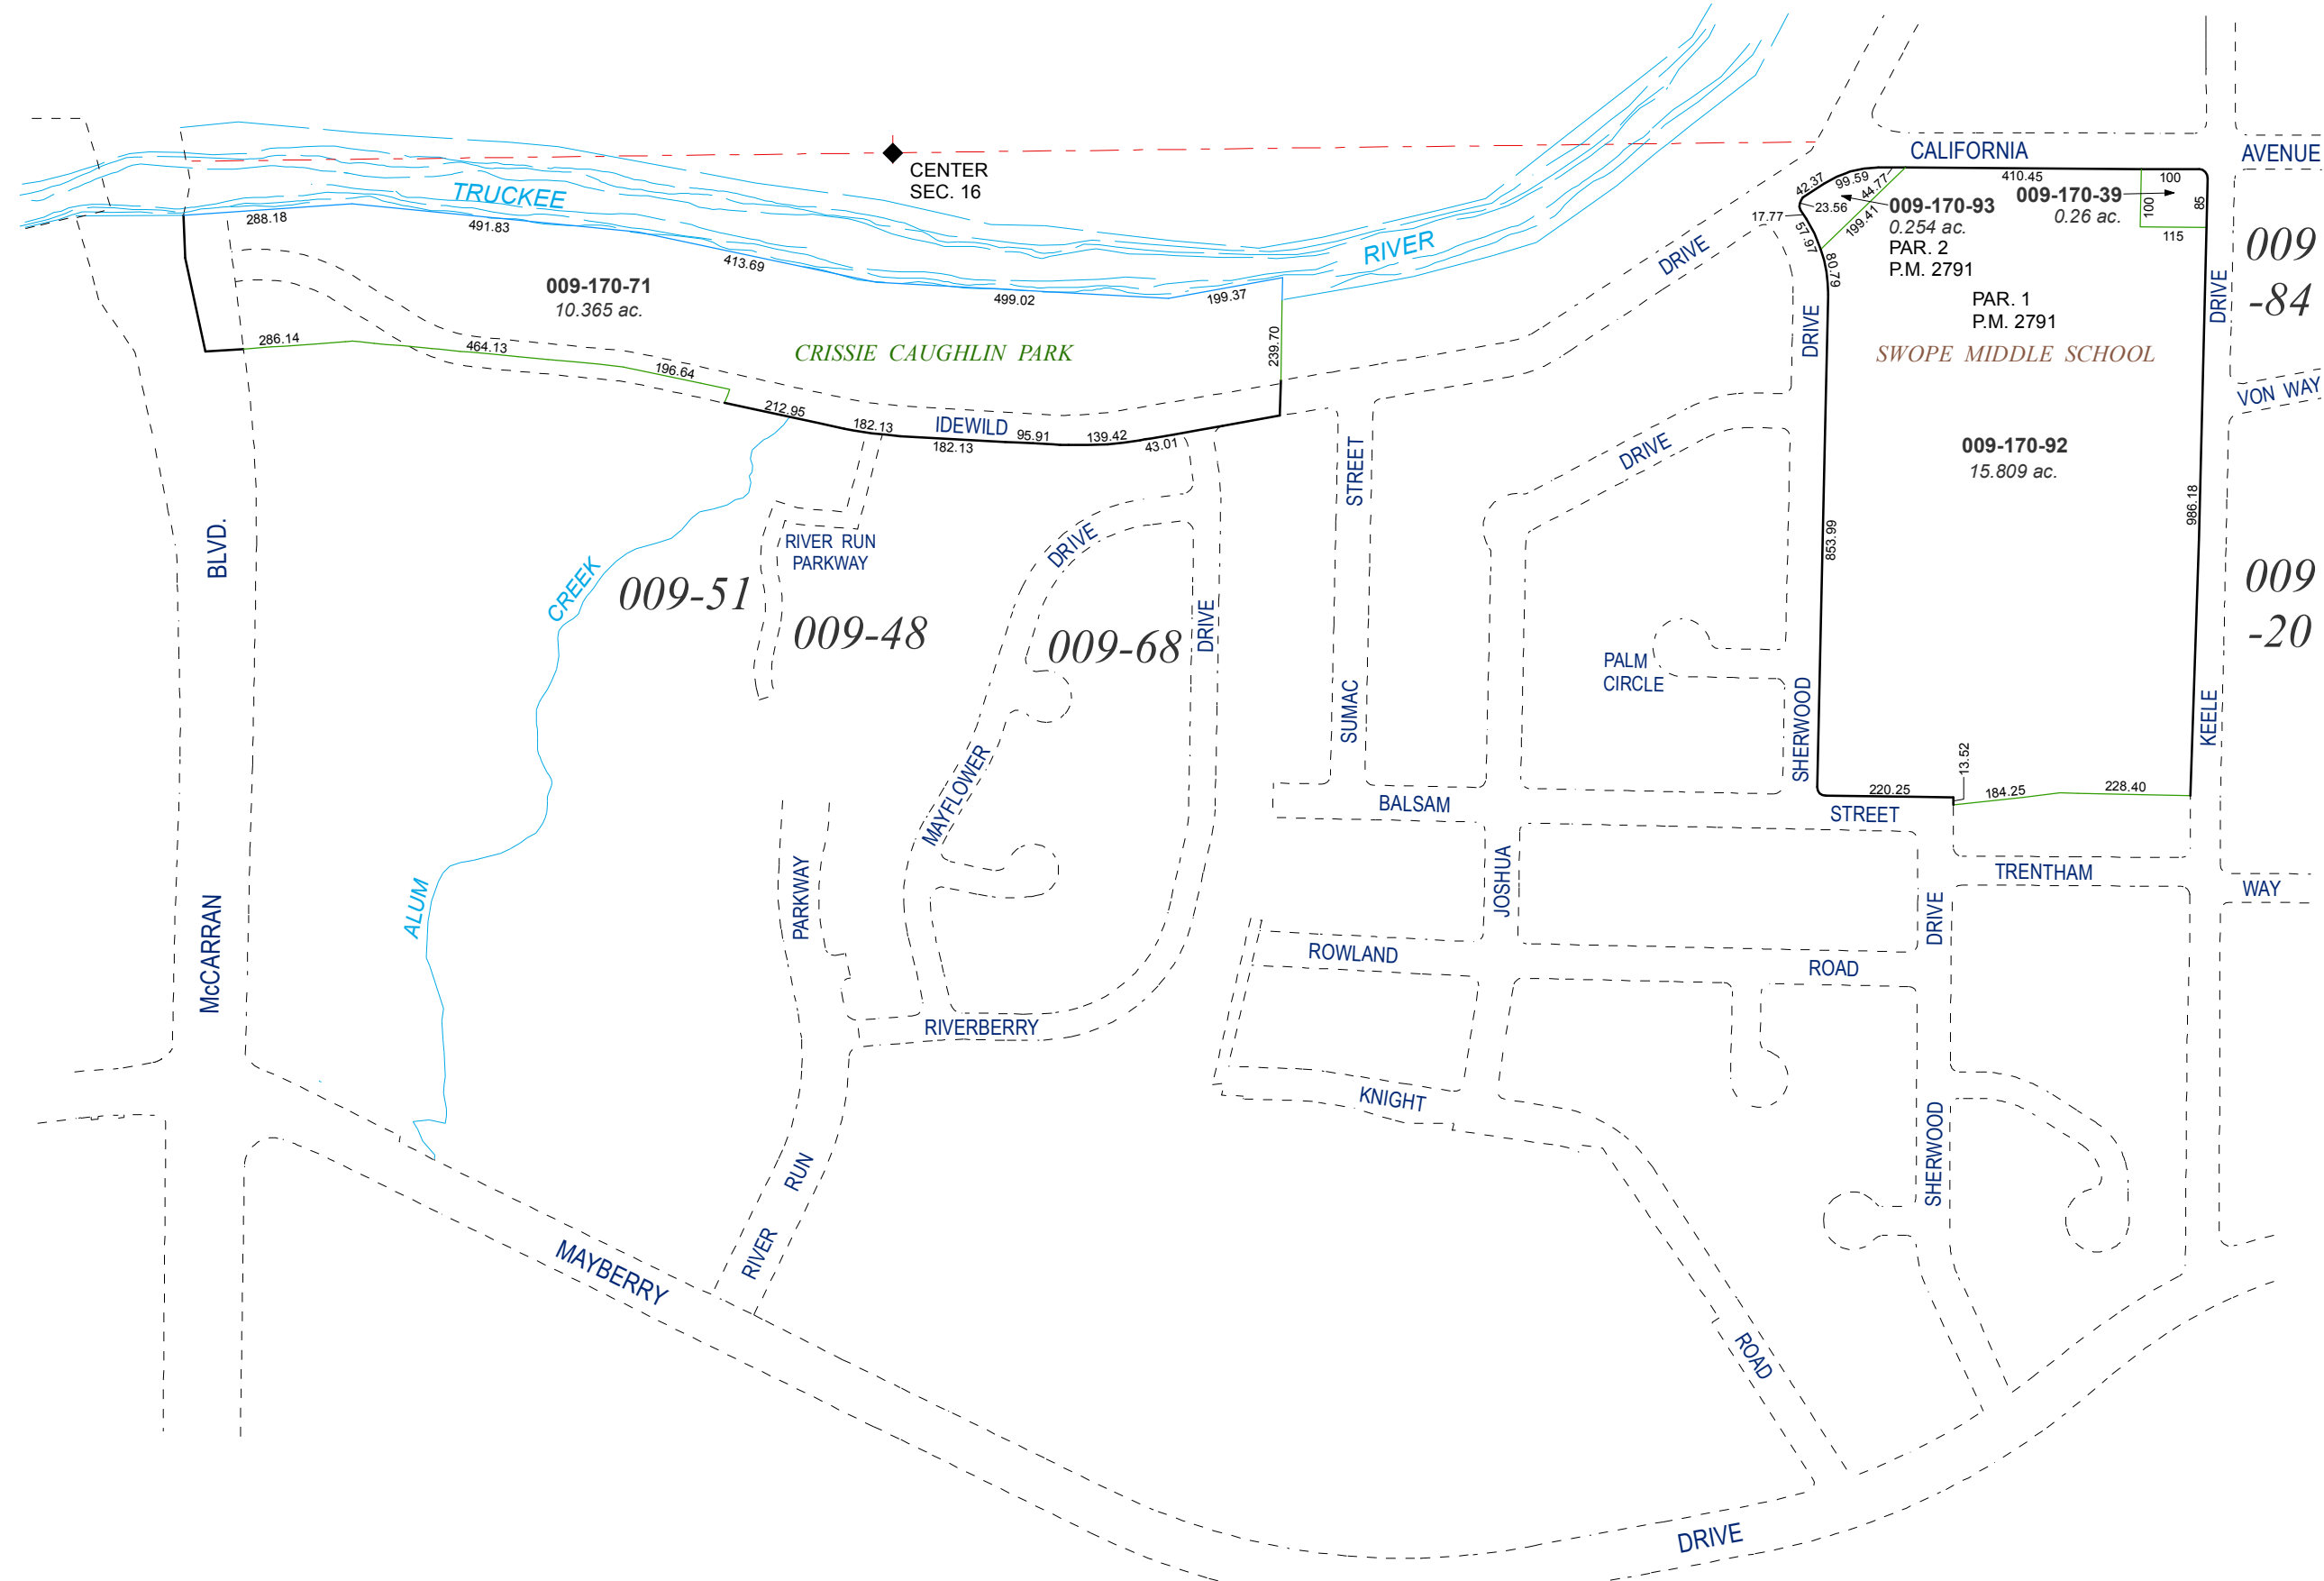 CALIFORNIA
AVENUE
CENTER
SEC. 16
TRUCKEE
RIVER
42.37
99.59
44.77
410.45
100
009-170-39
0.26 ac.
100
85
115
009-170-93
0.254 ac.
PAR. 2
P.M. 2791
23.56
17.77
57.97
199.41
80.79
288.18
491.83
413.69
499.02
199.37
009-170-71
10.365 ac.
CRISSIE CAUGHLIN PARK
239.70
286.14
464.13
196.64
212.95
182.13
182.13
IDEWILD
95.91
139.42
43.01
DRIVE
DRIVE
PAR. 1
P.M. 2791
SWOPE MIDDLE SCHOOL
009-170-92
15.809 ac.
DRIVE
009
-84
VON WAY
986.18
853.99
009
-20
KEELE
STREET
SUMAC
DRIVE
PALM
CIRCLE
SHERWOOD
BLVD.
McCARRAN
CREEK
ALUM
009-51
RIVER RUN
PARKWAY
009-48
009-68
DRIVE
DRIVE
MAYFLOWER
PARKWAY
RIVERBERRY
RUN
RIVER
BALSAM
STREET
220.25
13.52
184.25
228.40
TRENTHAM
WAY
JOSHUA
DRIVE
ROWLAND
ROAD
KNIGHT
SHERWOOD
ROAD
MAYBERRY
DRIVE